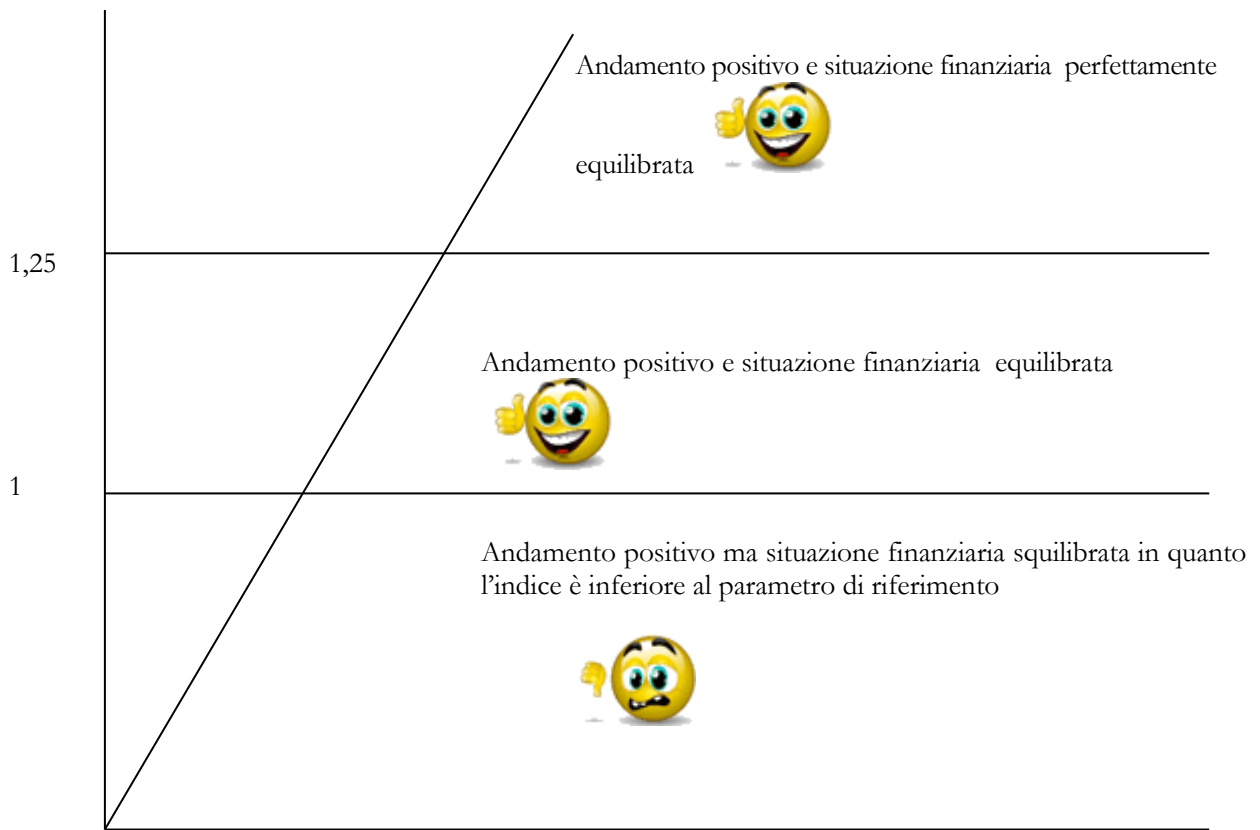 Andamento positivo e situazione finanziaria perfettamente
equilibrata
1,25
Andamento positivo e situazione finanziaria equilibrata
1
Andamento positivo ma situazione finanziaria squilibrata in quanto
l'indice è inferiore al parametro di riferimento